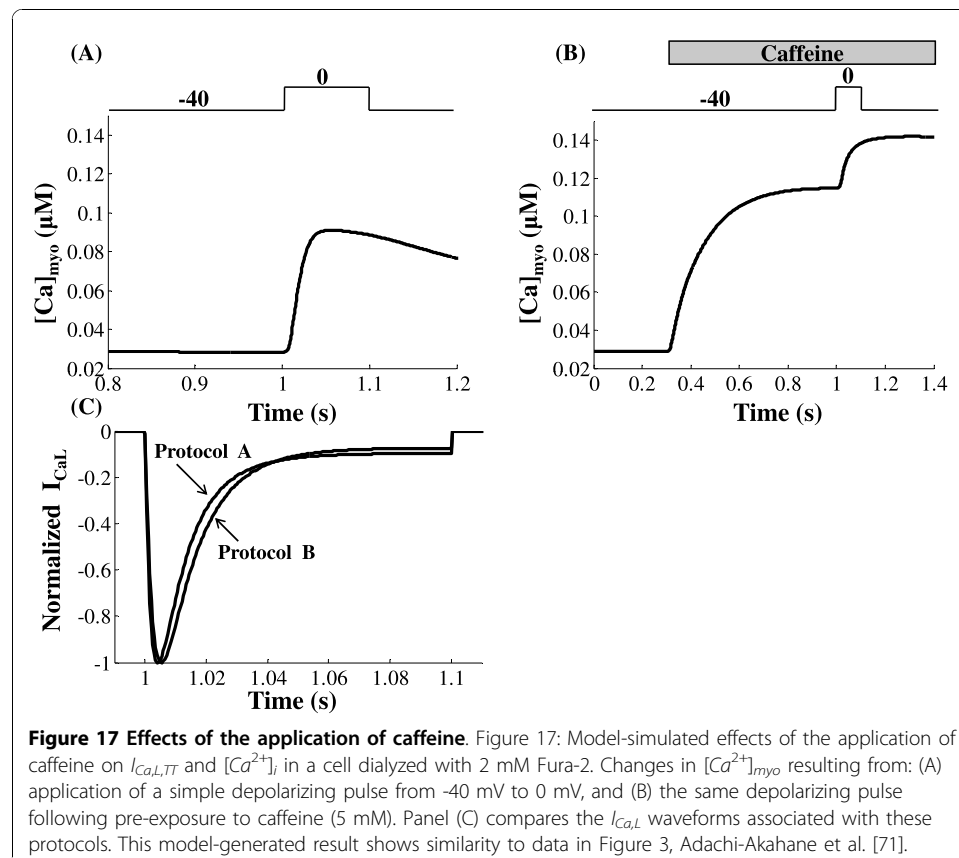 (A)
0
-40
0.14
0.12
0.1
0.08
0.06
0.04
0.02
[Ca]myo (μM)
0.8 0.9 1 1.1 1.2
Time (s)
(B)
Caffeine
0
-40
0.14
0.12
0.1
0.08
0.06
0.04
0.02
[Ca]myo (μM)
0 0.2 0.4 0.6 0.8 1 1.2 1.4
Time (s)
(C)
0
-0.2
-0.4
-0.6
-0.8
-1
Normalized ICaL
Protocol A
Protocol B
1 1.02 1.04 1.06 1.08 1.1
Time (s)
Figure 17 Effects of the application of caffeine. Figure 17: Model-simulated effects of the application of
caffeine on ICa,L,TT and [Ca2+]i in a cell dialyzed with 2 mM Fura-2. Changes in [Ca2+]myo resulting from: (A)
application of a simple depolarizing pulse from -40 mV to 0 mV, and (B) the same depolarizing pulse
following pre-exposure to caffeine (5 mM). Panel (C) compares the ICa,L waveforms associated with these
protocols. This model-generated result shows similarity to data in Figure 3, Adachi-Akahane et al. [71].